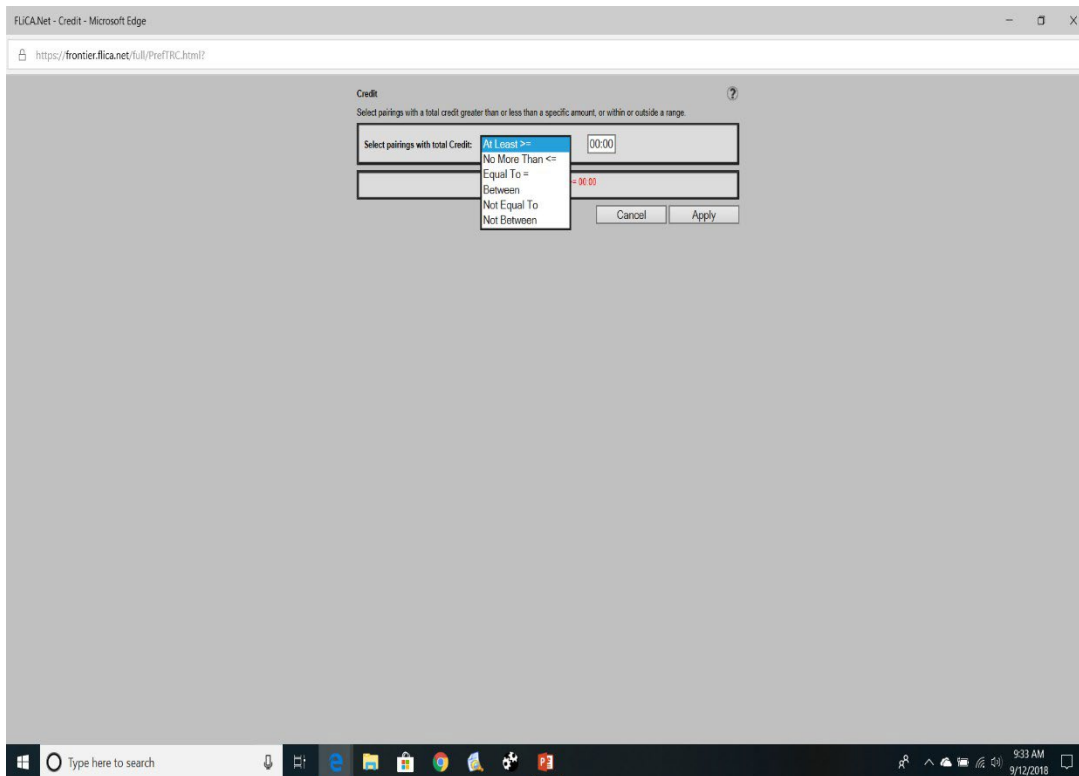 FLiCA.Net - Credit - Microsoft Edge
https://frontier.flica.net/full/PrefTRC.html?
Credit
?
Select pairings with a total credit greater than or less than a specific amount, or within or outside a range.
Select pairings with total Credit: At Least >= 00:00
No More Than <=
Equal To =
Between
Not Equal To
Not Between
= 00:00
Cancel Apply
Type here to search
9:33 AM
9/12/2018